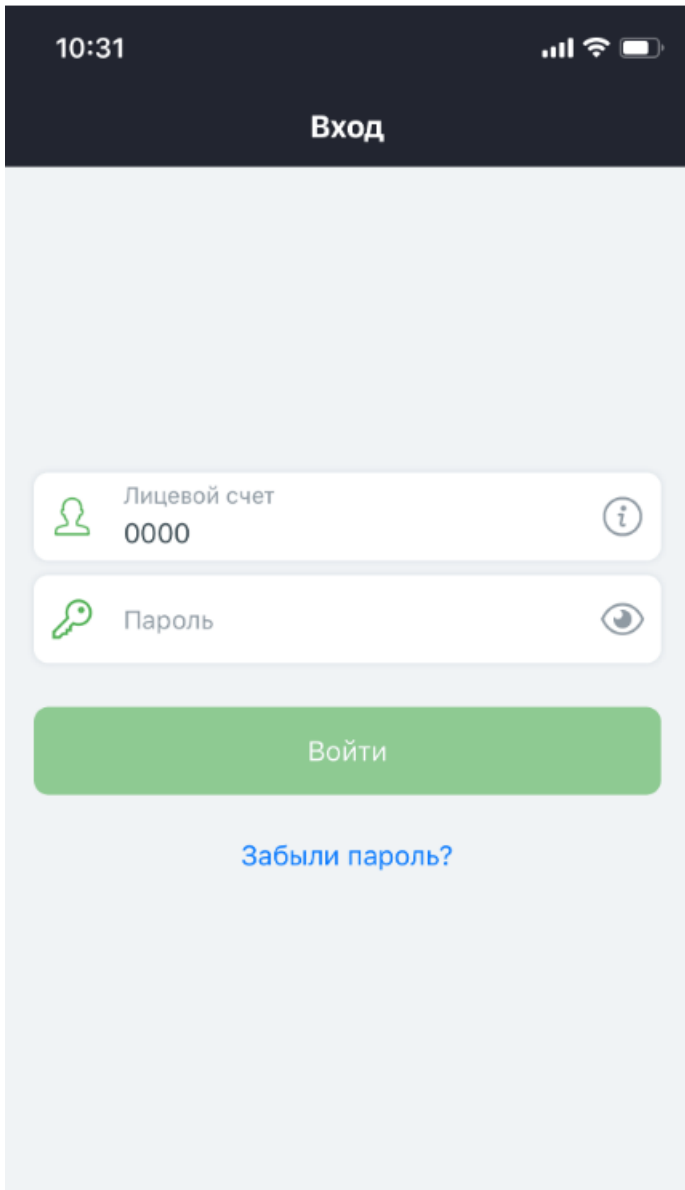 10:31
Вход
Лицевой счет
0000
Пароль
Войти
Забыли пароль?